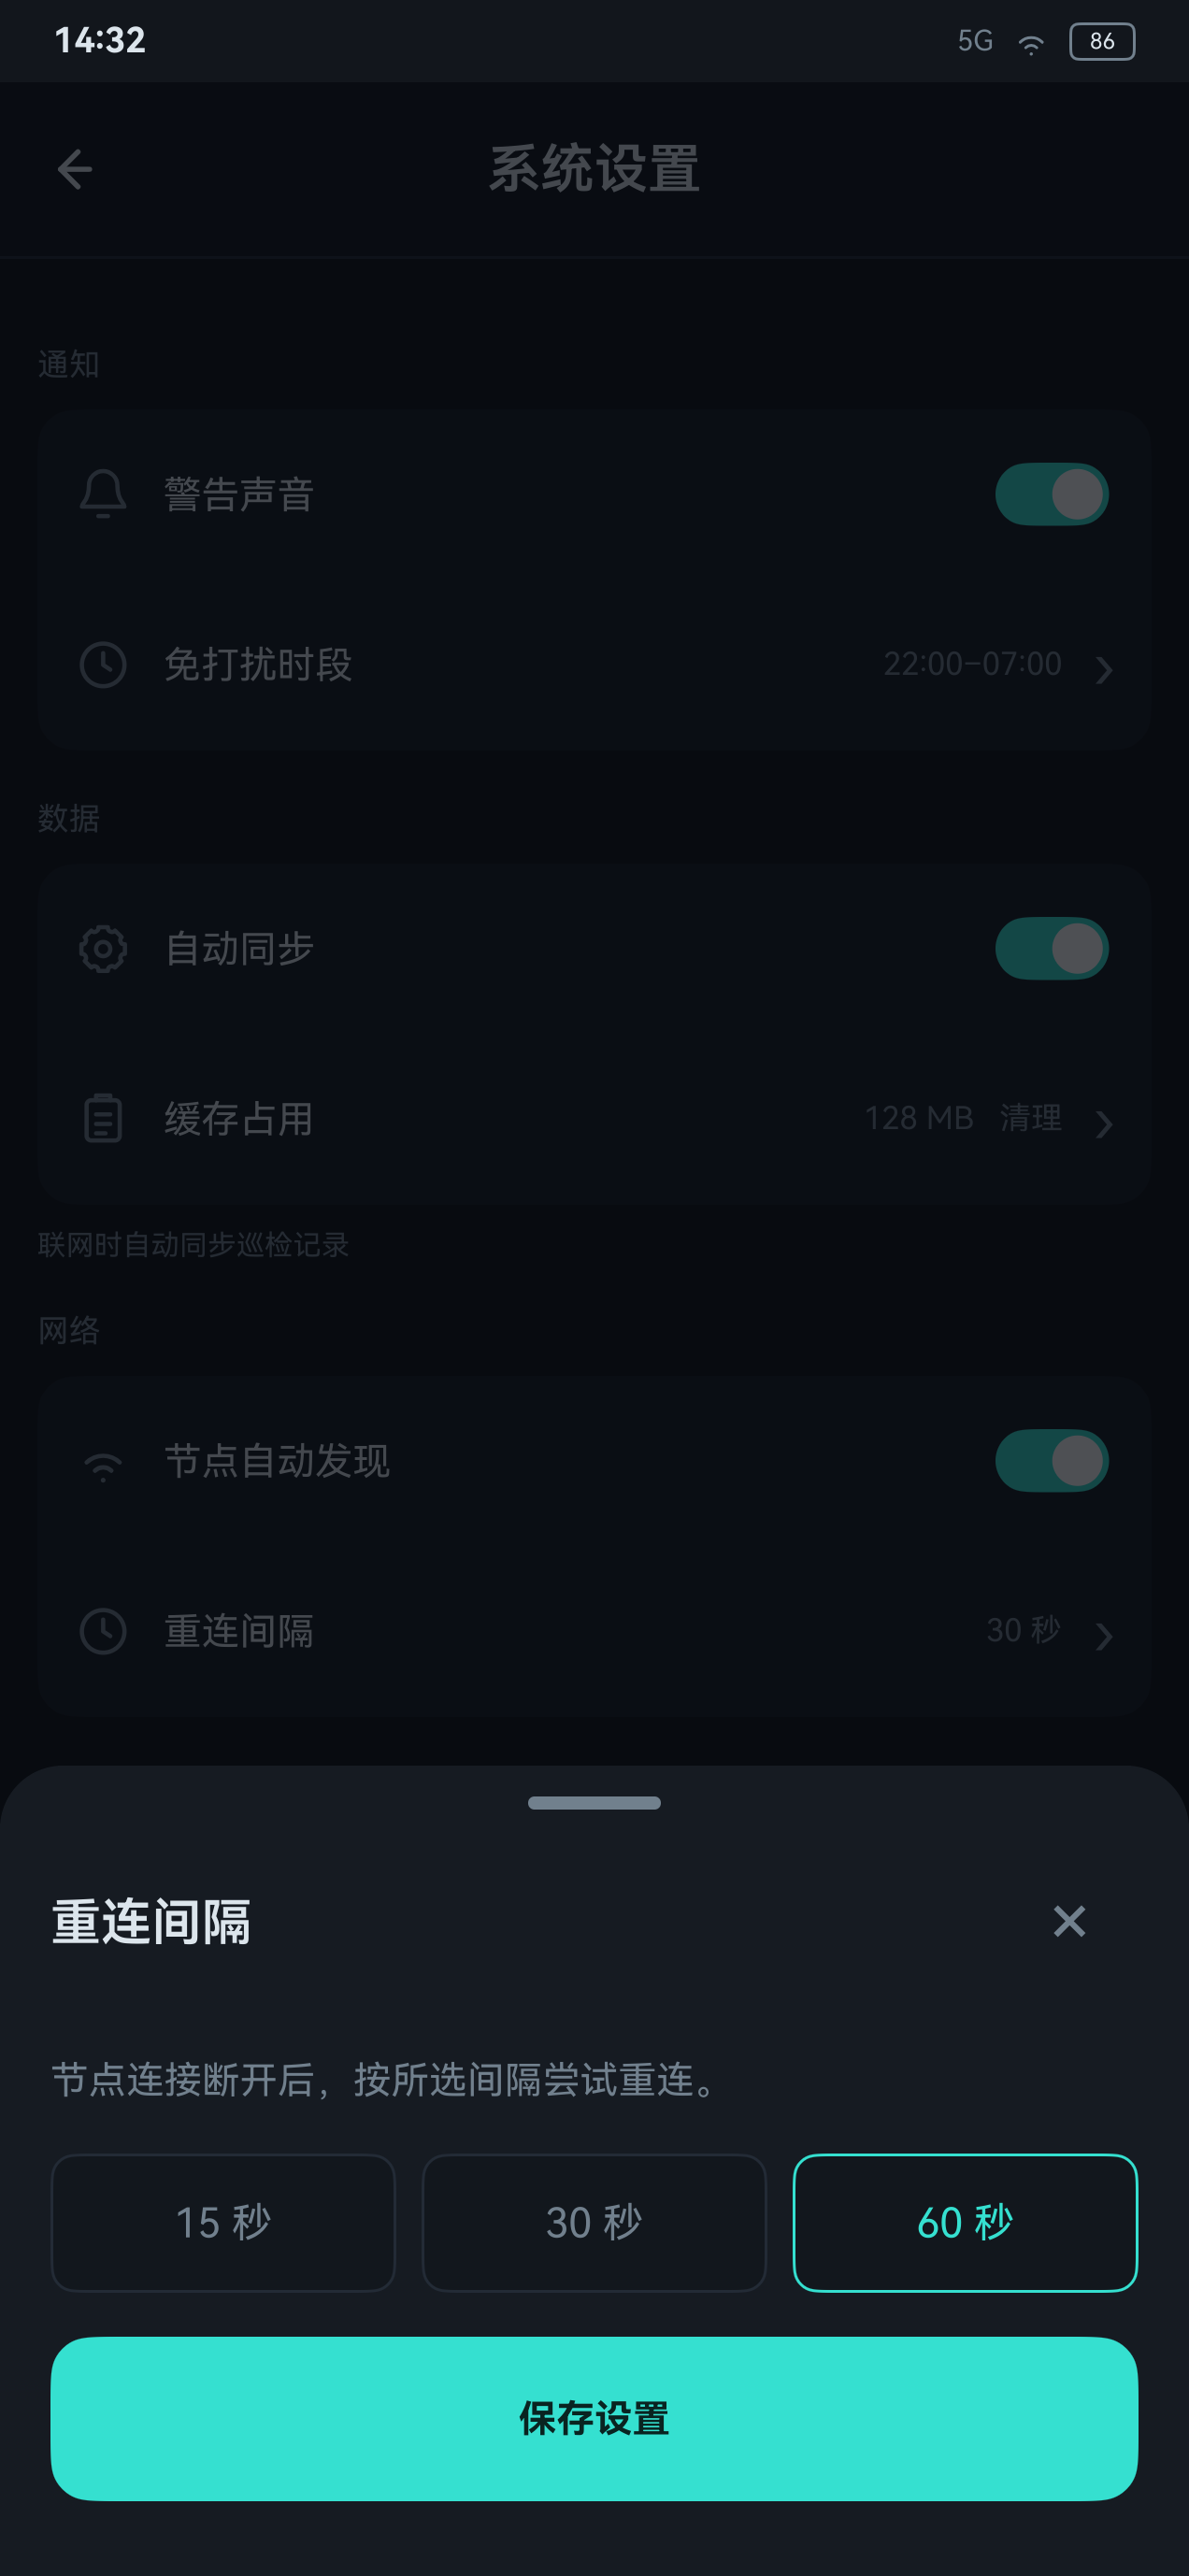 14:32 5G 86
系统设置
通知
警告声音
免打扰时段 22:00–07:00
数据
自动同步
缓存占用 128 MB 清理
联网时自动同步巡检记录
网络
节点自动发现
重连间隔 30 秒
重连间隔
节点连接断开后，按所选间隔尝试重连。
15 秒 30 秒 60 秒
保存设置